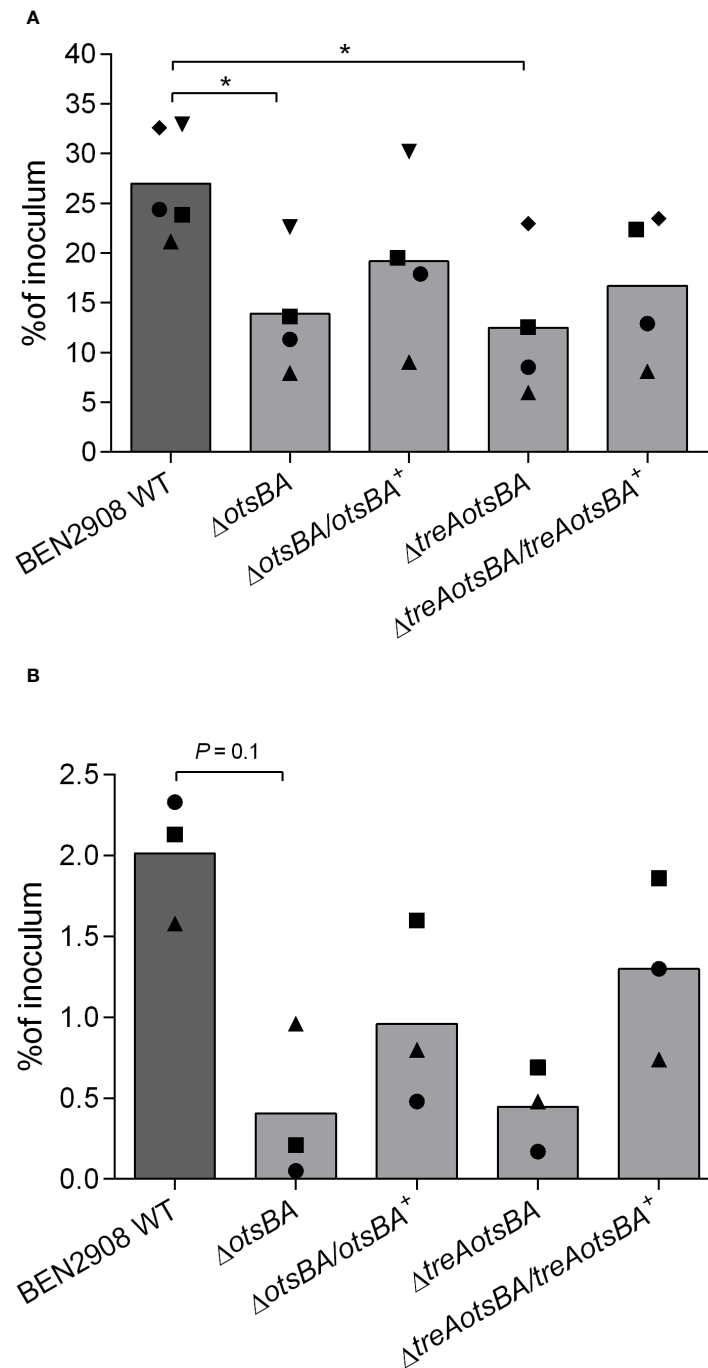 A
*
*
40
35
30
25
20
15
10
5
0
%of inoculum
BEN2908 WT
ΔotsBA
ΔotsBA/otsBA+
ΔtreAotsBA
ΔtreAotsBA/treAotsBA+
B
P = 0.1
2.5
2.0
1.5
1.0
0.5
0.0
%of inoculum
BEN2908 WT
ΔotsBA
ΔotsBA/otsBA+
ΔtreAotsBA
ΔtreAotsBA/treAotsBA+